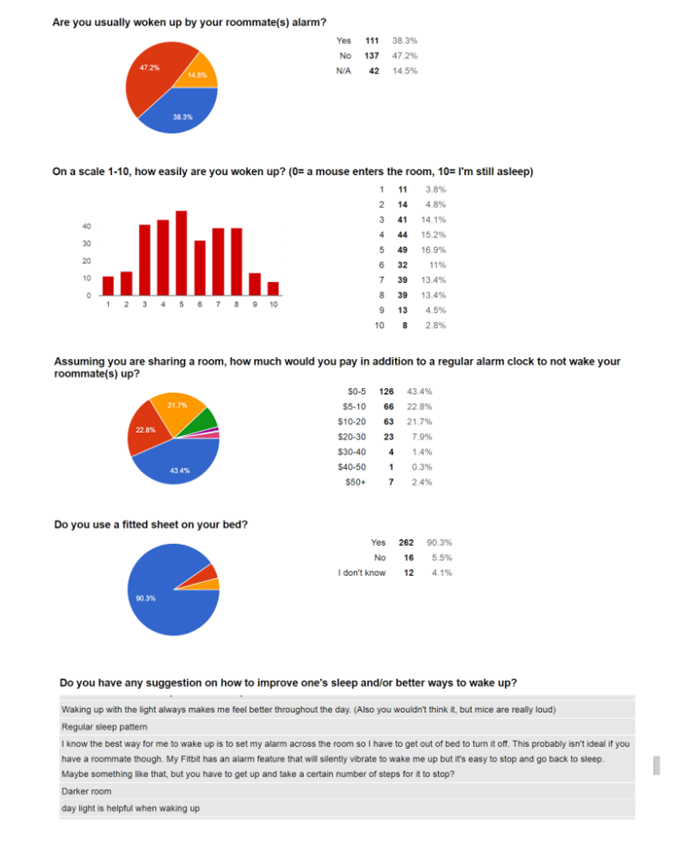 Are you usually woken up by your roommate(s) alarm?
Yes 111 38.3%
No 137 47.2%
N/A 42 14.5%
47.2%
14.5%
38.3%
On a scale 1-10, how easily are you woken up? (0= a mouse enters the room, 10= I'm still asleep)
1 11 3.8%
2 14 4.8%
3 41 14.1%
4 44 15.2%
5 49 16.9%
6 32 11%
7 39 13.4%
8 39 13.4%
9 13 4.5%
10 8 2.8%
40
30
20
10
0
1 2 3 4 5 6 7 8 9 10
Assuming you are sharing a room, how much would you pay in addition to a regular alarm clock to not wake your
roommate(s) up?
$0-5 126 43.4%
$5-10 66 22.8%
$10-20 63 21.7%
$20-30 23 7.9%
$30-40 4 1.4%
$40-50 1 0.3%
$50+ 7 2.4%
21.7%
22.8%
43.4%
Do you use a fitted sheet on your bed?
Yes 262 90.3%
No 16 5.5%
I don't know 12 4.1%
90.3%
Do you have any suggestion on how to improve one's sleep and/or better ways to wake up?
Waking up with the light always makes me feel better throughout the day. (Also you wouldn't think it, but mice are really loud)
Regular sleep pattern
I know the best way for me to wake up is to set my alarm across the room so I have to get out of bed to turn it off. This probably isn't ideal if you
have a roommate though. My Fitbit has an alarm feature that will silently vibrate to wake me up but it's easy to stop and go back to sleep.
Maybe something like that, but you have to get up and take a certain number of steps for it to stop?
Darker room
day light is helpful when waking up